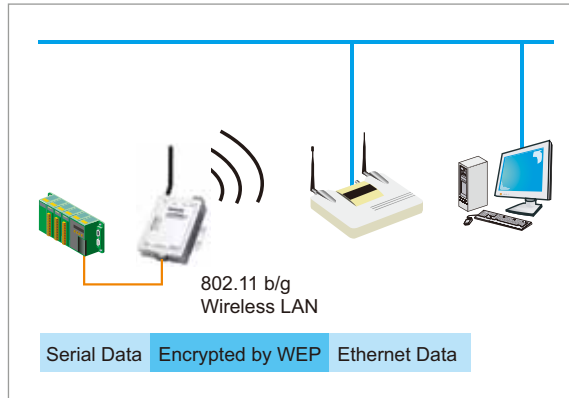 802.11 b/g
Wireless LAN
Serial Data Encrypted by WEP Ethernet Data